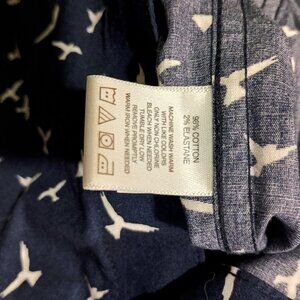 98% COTTON
2% ELASTANE
MACHINE WASH WARM
WITH LIKE COLORS
ONLY NON CHLORINE
BLEACH WHEN NEEDED
TUMBLE DRY LOW
REMOVE PROMPTLY
WARM IRON WHEN NEEDED